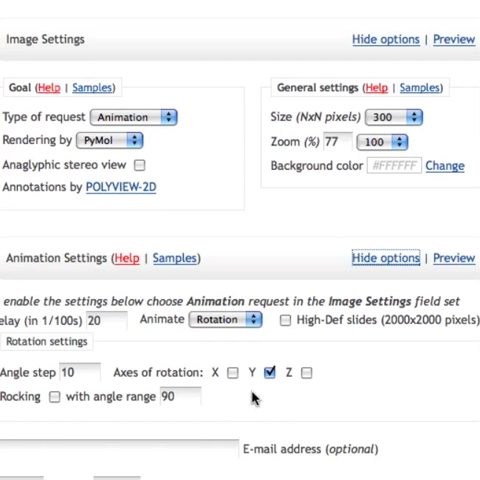 Image Settings Hide options | Preview
Goal (Help | Samples) General settings (Help | Samples)
Type of request Animation Size (NxN pixels) 300
Rendering by PyMol Zoom (%) 77 100
Anaglyphic stereo view Background color #FFFFFF Change
Annotations by POLYVIEW-2D
Animation Settings (Help | Samples) Hide options | Preview
enable the settings below choose Animation request in the Image Settings field set
elay (in 1/100s) 20 Animate Rotation High-Def slides (2000x2000 pixels)
Rotation settings
Angle step 10 Axes of rotation: X Y Z
Rocking with angle range 90
E-mail address (optional)